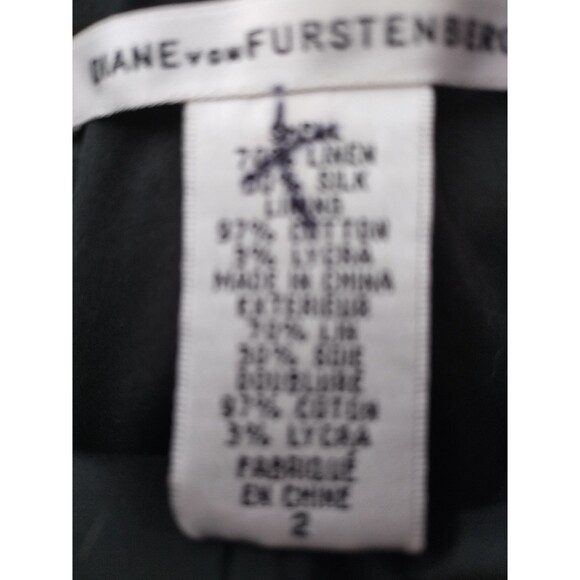 DIANE VON FURSTENBERG
70% LINEN
30% SILK
LINING
97% COTTON
3% LYCRA
MADE IN CHINA
EXTERIEUR
70% LIN
30% SOIE
DOUBLURE
97% COTON
3% LYCRA
FABRIQUÉ
EN CHINE
2